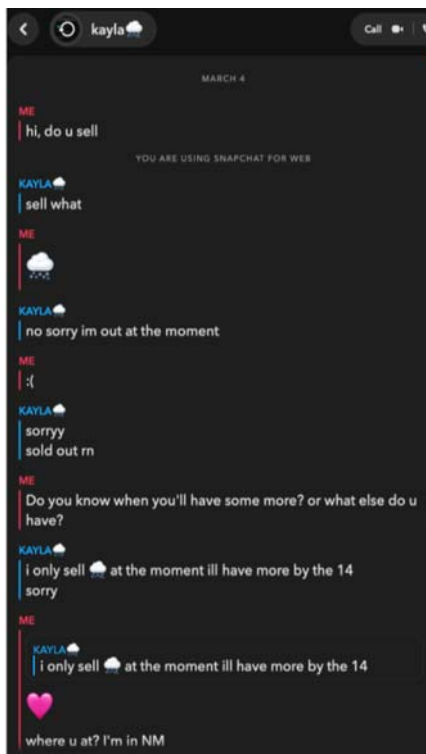 kayla🌨️
Call
MARCH 4
ME
hi, do u sell
YOU ARE USING SNAPCHAT FOR WEB
KAYLA🌨️
sell what
ME
🌨️
KAYLA🌨️
no sorry im out at the moment
ME
:(
KAYLA🌨️
sorryy
sold out rn
ME
Do you know when you'll have some more? or what else do u
have?
KAYLA🌨️
i only sell 🌨️ at the moment ill have more by the 14
sorry
ME
KAYLA🌨️
i only sell 🌨️ at the moment ill have more by the 14
🩷
where u at? I'm in NM